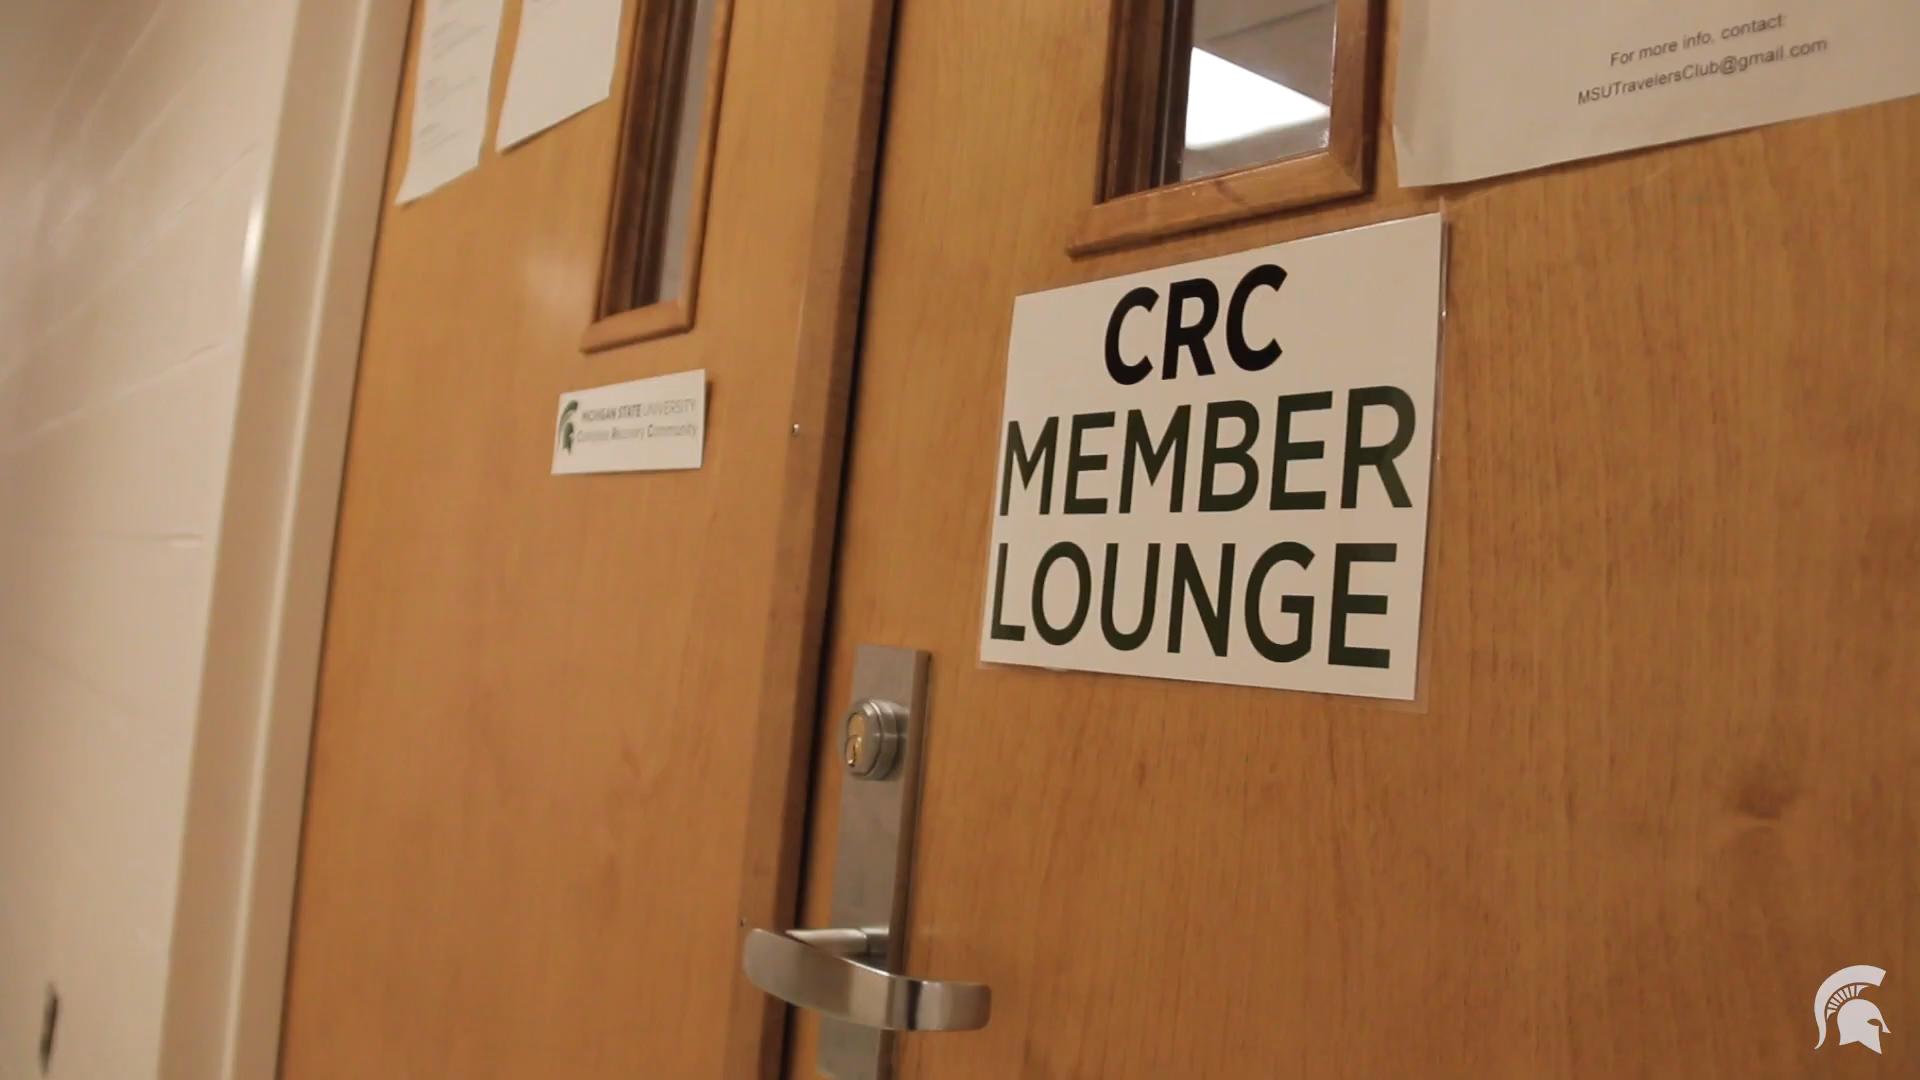 For more info, contact:
MSUTravelersClub@gmail.com
CRC
MEMBER
LOUNGE
MICHIGAN STATE UNIVERSITY
Collegiate Recovery Community